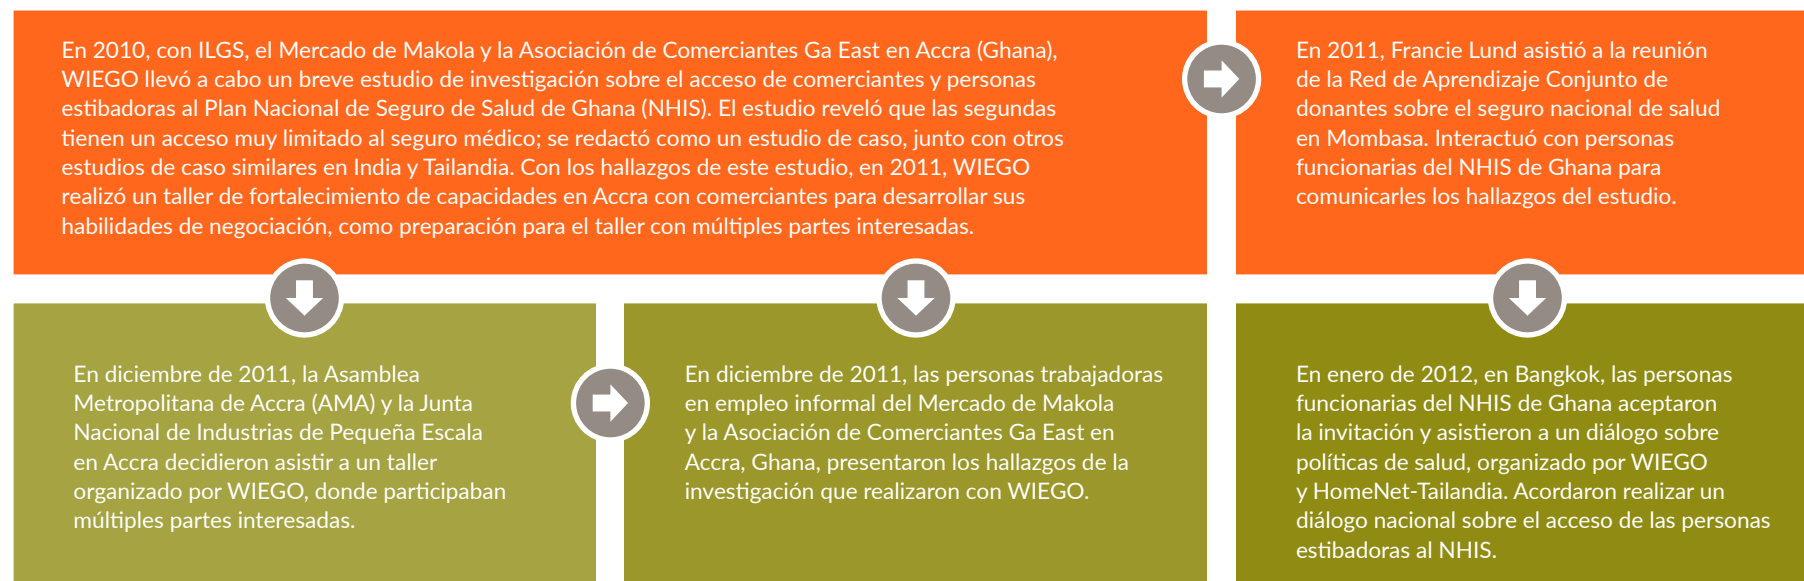 En 2010, con ILGS, el Mercado de Makola y la Asociación de Comerciantes Ga East en Accra (Ghana),
WIEGO llevó a cabo un breve estudio de investigación sobre el acceso de comerciantes y personas
estibadoras al Plan Nacional de Seguro de Salud de Ghana (NHIS). El estudio reveló que las segundas
tienen un acceso muy limitado al seguro médico; se redactó como un estudio de caso, junto con otros
estudios de caso similares en India y Tailandia. Con los hallazgos de este estudio, en 2011, WIEGO
realizó un taller de fortalecimiento de capacidades en Accra con comerciantes para desarrollar sus
habilidades de negociación, como preparación para el taller con múltiples partes interesadas.
En 2011, Francie Lund asistió a la reunión
de la Red de Aprendizaje Conjunto de
donantes sobre el seguro nacional de salud
en Mombasa. Interactuó con personas
funcionarias del NHIS de Ghana para
comunicarles los hallazgos del estudio.
En diciembre de 2011, la Asamblea
Metropolitana de Accra (AMA) y la Junta
Nacional de Industrias de Pequeña Escala
en Accra decidieron asistir a un taller
organizado por WIEGO, donde participaban
múltiples partes interesadas.
En diciembre de 2011, las personas trabajadoras
en empleo informal del Mercado de Makola
y la Asociación de Comerciantes Ga East en
Accra, Ghana, presentaron los hallazgos de la
investigación que realizaron con WIEGO.
En enero de 2012, en Bangkok, las personas
funcionarias del NHIS de Ghana aceptaron
la invitación y asistieron a un diálogo sobre
políticas de salud, organizado por WIEGO
y HomeNet-Tailandia. Acordaron realizar un
diálogo nacional sobre el acceso de las personas
estibadoras al NHIS.